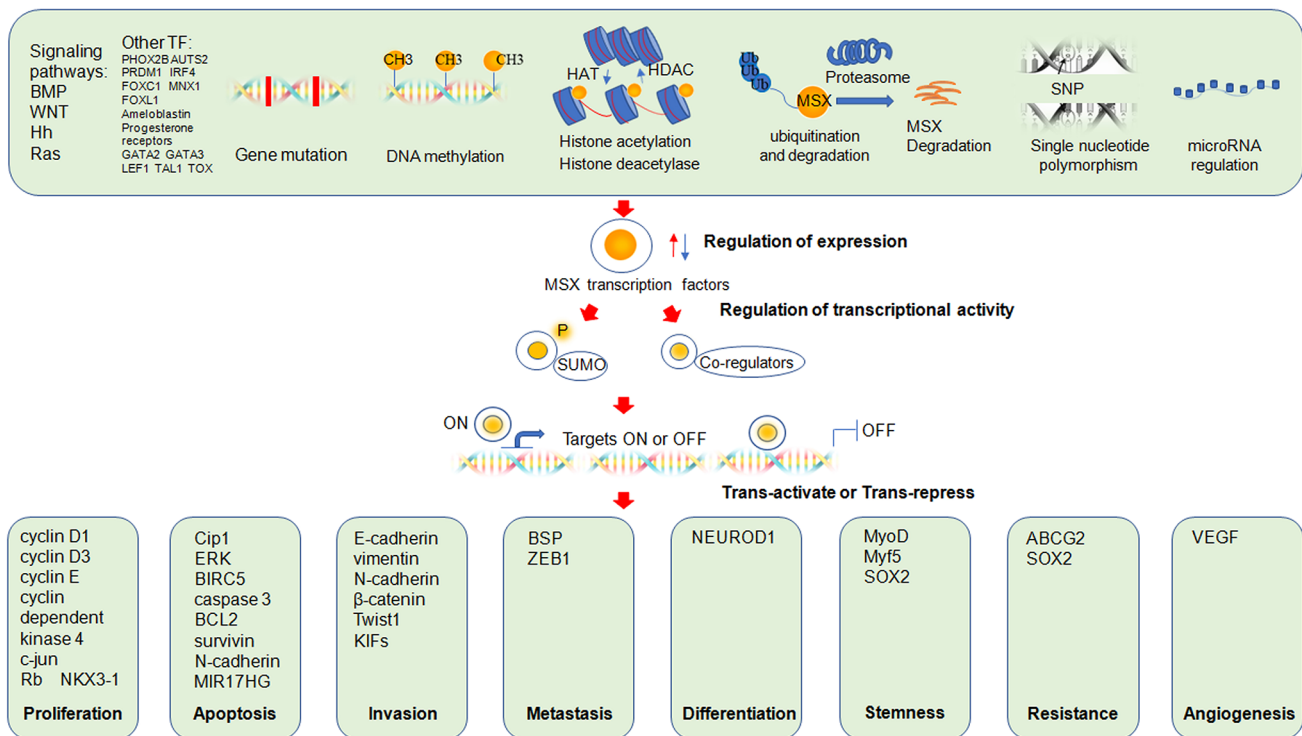 Signaling
pathways:
BMP
WNT
Hh
Ras
Other TF:
PHOX2B AUTS2
PRDM1 IRF4
FOXC1 MNX1
FOXL1
Ameloblastin
Progesterone
receptors
GATA2 GATA3
LEF1 TAL1 TOX
Gene mutation
CH3 CH3 CH3
DNA methylation
HAT HDAC
Histone acetylation
Histone deacetylase
Ub
Ub
Ub
MSX
Proteasome
ubiquitination
and degradation
MSX
Degradation
SNP
Single nucleotide
polymorphism
microRNA
regulation
Regulation of expression
MSX transcription factors
Regulation of transcriptional activity
P
SUMO
Co-regulators
ON
Targets ON or OFF
OFF
Trans-activate or Trans-repress
cyclin D1
cyclin D3
cyclin E
cyclin
dependent
kinase 4
c-jun
Rb NKX3-1
Proliferation
Cip1
ERK
BIRC5
caspase 3
BCL2
survivin
N-cadherin
MIR17HG
Apoptosis
E-cadherin
vimentin
N-cadherin
β-catenin
Twist1
KIFs
Invasion
BSP
ZEB1
Metastasis
NEUROD1
Differentiation
MyoD
Myf5
SOX2
Stemness
ABCG2
SOX2
Resistance
VEGF
Angiogenesis